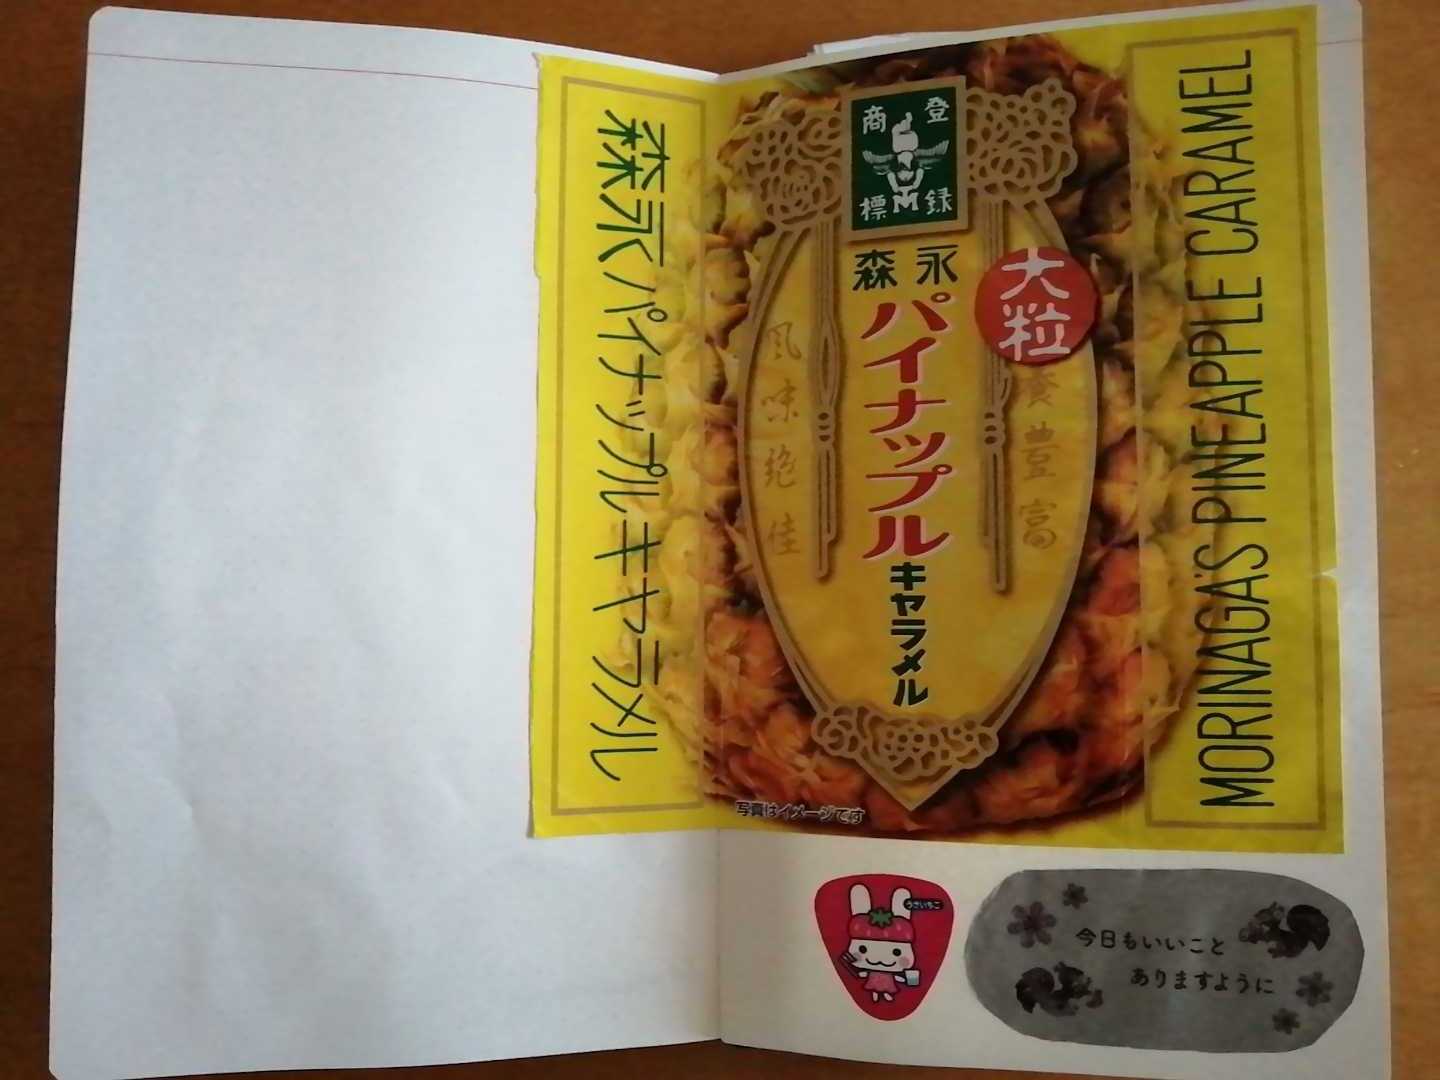 森永パイナップルキャラメル
登録
商標
森永
大粒
パイナップル
キャラメル
養豊富
風味絶佳
写真はイメージです
MORINAGA'S PINEAPPLE CARAMEL
うさいちご
今日もいいこと
ありますように